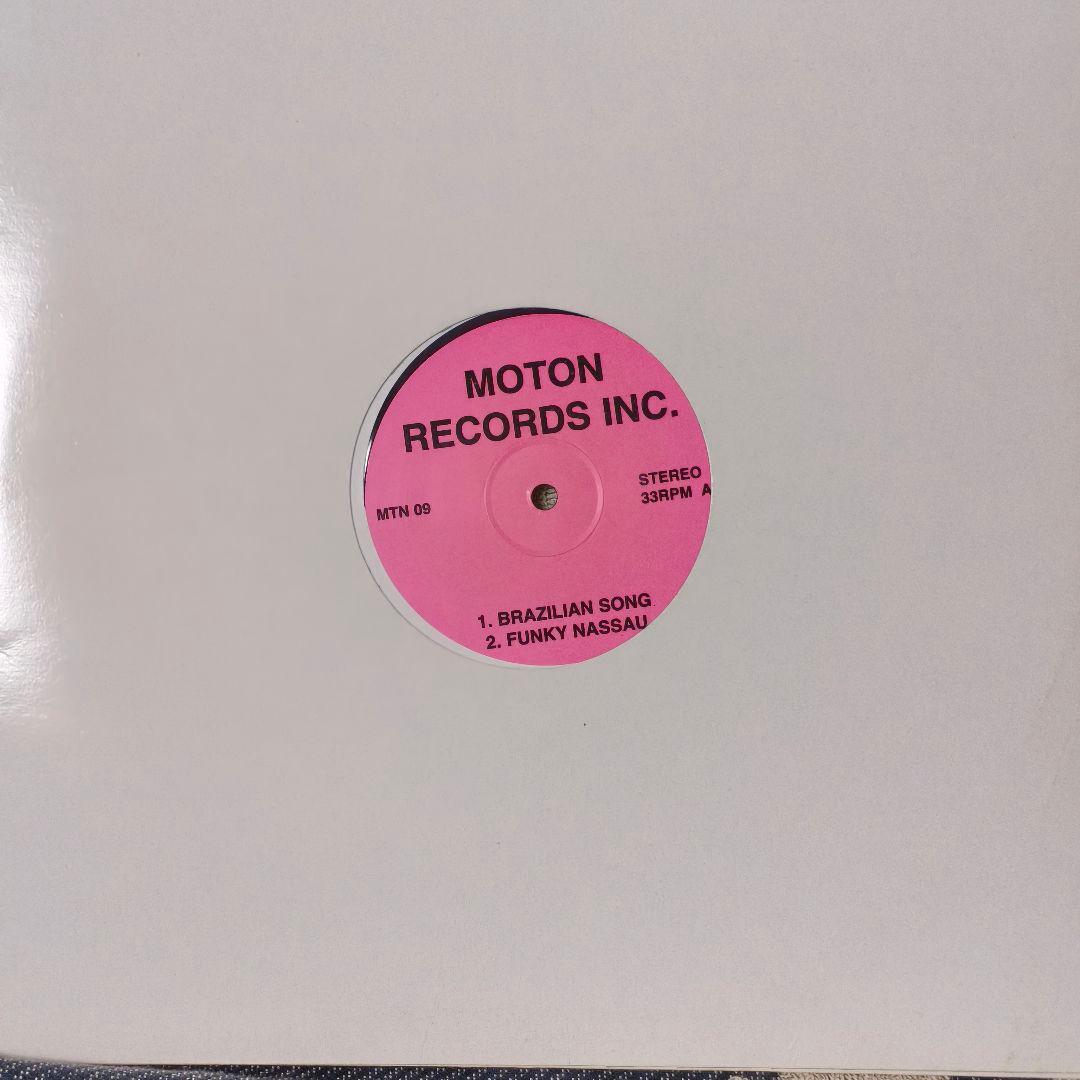 MOTON
RECORDS INC.
STEREO
33RPM A
MTN 09
1. BRAZILIAN SONG
2. FUNKY NASSAU